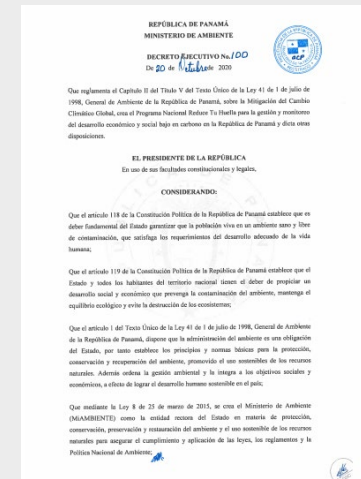 REPÚBLICA DE PANAMÁ
MINISTERIO DE AMBIENTE
DECRETO EJECUTIVO No. 100
De 20 de Octubre de 2020
Que reglamenta el Capítulo II del Título V del Texto Único de la Ley 41 de 1 de julio de
1998, General de Ambiente de la República de Panamá, sobre la Mitigación del Cambio
Climático Global, crea el Programa Nacional Reduce Tu Huella para la gestión y monitoreo
del desarrollo económico y social bajo en carbono en la República de Panamá y dicta otras
disposiciones.
EL PRESIDENTE DE LA REPÚBLICA
En uso de sus facultades constitucionales y legales,
CONSIDERANDO:
Que el artículo 118 de la Constitución Política de la República de Panamá establece que es
deber fundamental del Estado garantizar que la población viva en un ambiente sano y libre
de contaminación, que satisfaga los requerimientos del desarrollo adecuado de la vida
humana;
Que el artículo 119 de la Constitución Política de la República de Panamá establece que el
Estado y todos los habitantes del territorio nacional tienen el deber de propiciar un
desarrollo social y económico que prevenga la contaminación del ambiente, mantenga el
equilibrio ecológico y evite la destrucción de los ecosistemas;
Que el artículo 1 del Texto Único de la Ley 41 de 1 de julio de 1998, General de Ambiente
de la República de Panamá, dispone que la administración del ambiente es una obligación
del Estado, por tanto establece los principios y normas básicas para la protección,
conservación y recuperación del ambiente, promoviendo el uso sostenible de los recursos
naturales. Además ordena la gestión ambiental y la integra a los objetivos sociales y
económicos, a efecto de lograr el desarrollo humano sostenible en el país;
Que mediante la Ley 8 de 25 de marzo de 2015, se crea el Ministerio de Ambiente
(MiAMBIENTE) como la entidad rectora del Estado en materia de protección,
conservación, preservación y restauración del ambiente y el uso sostenible de los recursos
naturales para asegurar el cumplimiento y aplicación de las leyes, los reglamentos y la
Política Nacional de Ambiente;